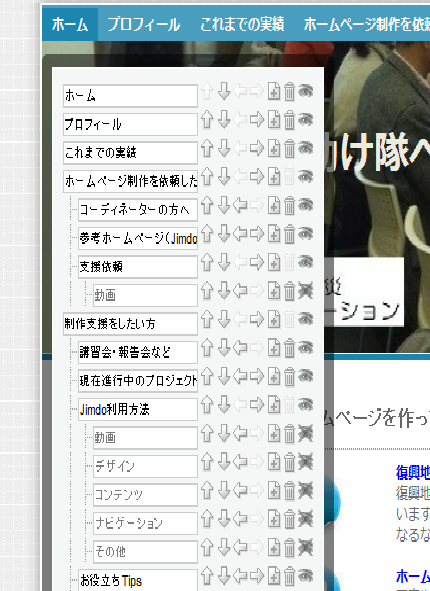 ホーム プロフィール これまでの実績 ホームページ制作を依頼
け隊へ
ホーム
プロフィール
これまでの実績
ホームページ制作を依頼した
コーディネーターの方へ
参考ホームページ(Jimdo
支援依頼
動画
災
ーション
制作支援をしたい方
講習会・報告会など
現在進行中のプロジェクト
Jimdo利用方法
ムページを作っ
動画
デザイン
復興地
復興地
コンテンツ
います
ナビゲーション
なるな
その他
お役立ちTips
ホーム